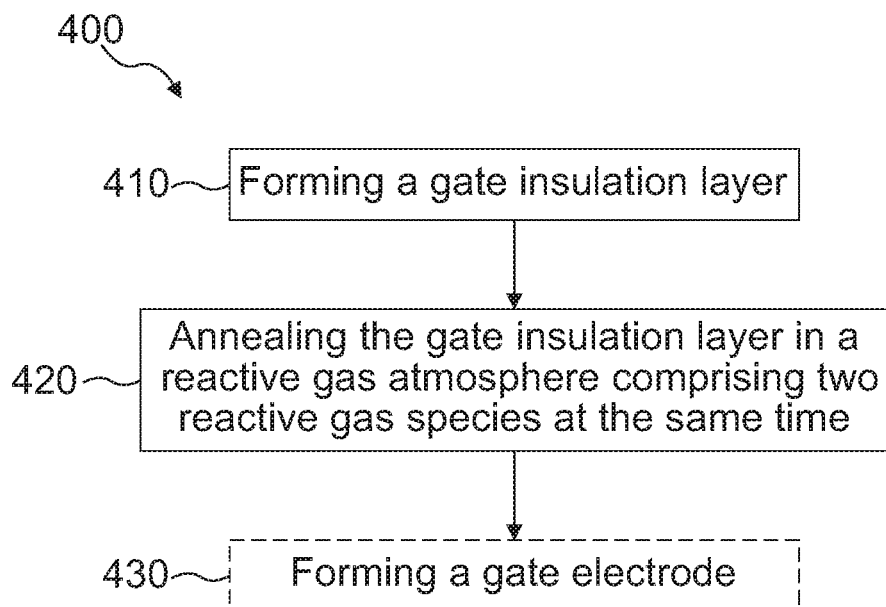 400
410
Forming a gate insulation layer
420
Annealing the gate insulation layer in a
reactive gas atmosphere comprising two
reactive gas species at the same time
430
Forming a gate electrode